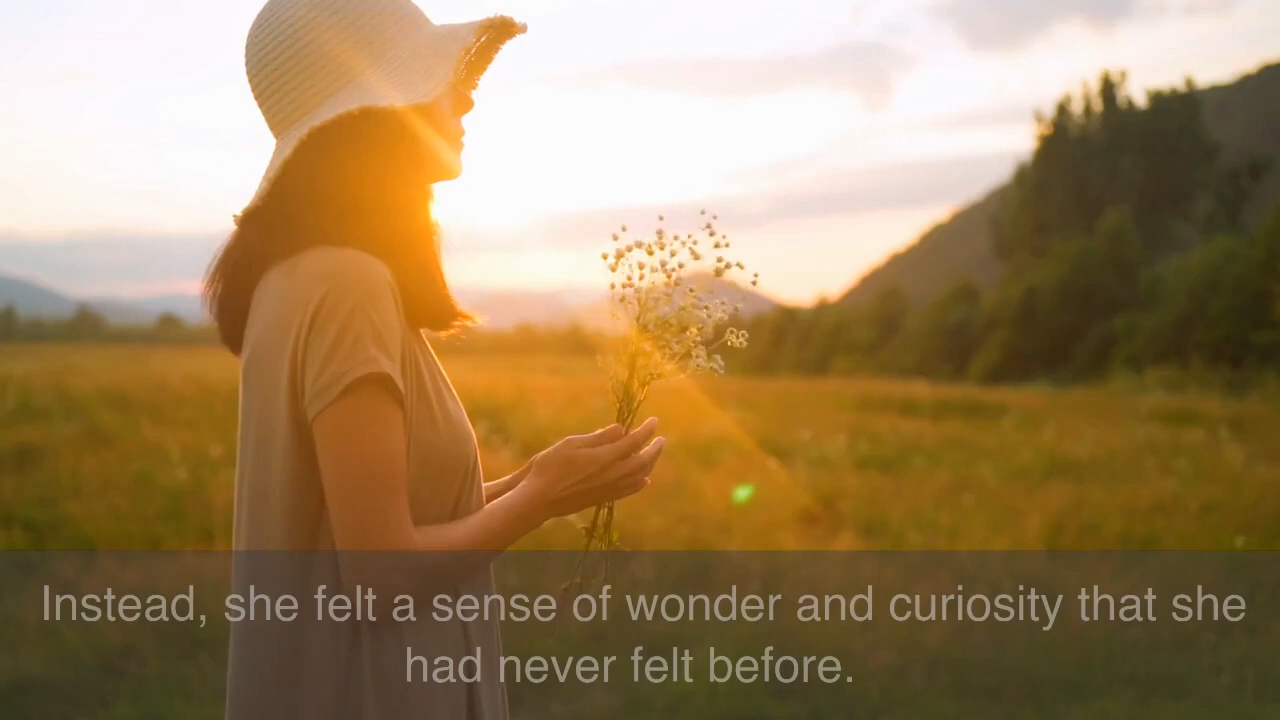 Instead, she felt a sense of wonder and curiosity that she
had never felt before.